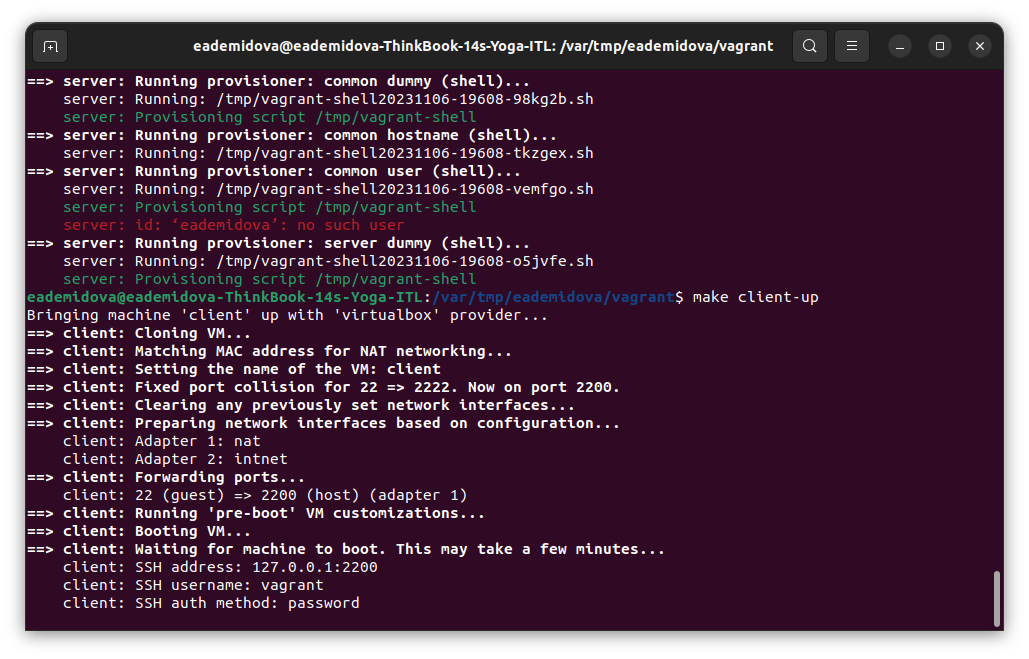 eademidova@eademidova-ThinkBook-14s-Yoga-ITL: /var/tmp/eademidova/vagrant
==> server: Running provisioner: common dummy (shell)...
    server: Running: /tmp/vagrant-shell20231106-19608-98kg2b.sh
    server: Provisioning script /tmp/vagrant-shell
==> server: Running provisioner: common hostname (shell)...
    server: Running: /tmp/vagrant-shell20231106-19608-tkzgex.sh
==> server: Running provisioner: common user (shell)...
    server: Running: /tmp/vagrant-shell20231106-19608-vemfgo.sh
    server: Provisioning script /tmp/vagrant-shell
    server: id: ‘eademidova’: no such user
==> server: Running provisioner: server dummy (shell)...
    server: Running: /tmp/vagrant-shell20231106-19608-o5jvfe.sh
    server: Provisioning script /tmp/vagrant-shell
eademidova@eademidova-ThinkBook-14s-Yoga-ITL:/var/tmp/eademidova/vagrant$ make client-up
Bringing machine 'client' up with 'virtualbox' provider...
==> client: Cloning VM...
==> client: Matching MAC address for NAT networking...
==> client: Setting the name of the VM: client
==> client: Fixed port collision for 22 => 2222. Now on port 2200.
==> client: Clearing any previously set network interfaces...
==> client: Preparing network interfaces based on configuration...
    client: Adapter 1: nat
    client: Adapter 2: intnet
==> client: Forwarding ports...
    client: 22 (guest) => 2200 (host) (adapter 1)
==> client: Running 'pre-boot' VM customizations...
==> client: Booting VM...
==> client: Waiting for machine to boot. This may take a few minutes...
    client: SSH address: 127.0.0.1:2200
    client: SSH username: vagrant
    client: SSH auth method: password